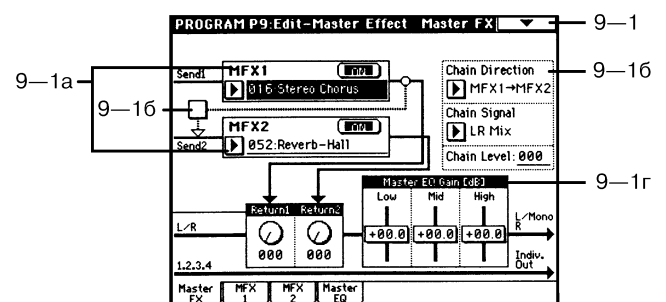 PROGRAM P9:Edit-Master Effect Master FX
9—1
9—1а
Send1
MFX1
016:Stereo Chorus
Chain Direction
9—1б
MFX1→MFX2
9—1б
Chain Signal
LR Mix
MFX2
Send2
052:Reverb-Hall
Chain Level: 000
Master EQ Gain [dB]
9—1г
Low Mid High
Return1 Return2
L/R
L/Mono
R
+00.0 +00.0 +00.0
000 000
1.2.3.4
Indiv.
Out
Master FX
MFX 1
MFX 2
Master EQ